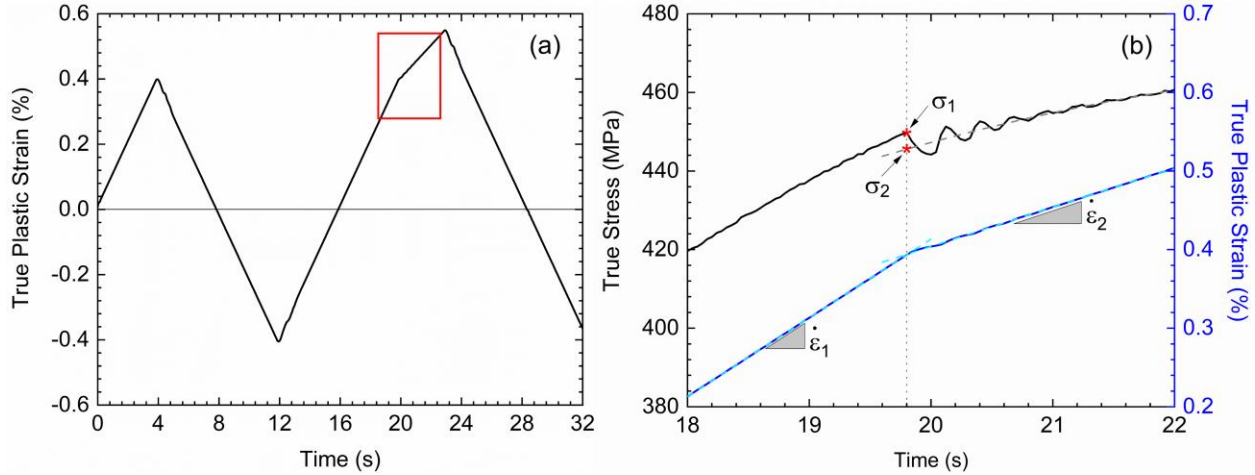 (a)
True Plastic Strain (%)
0.6
0.4
0.2
0.0
-0.2
-0.4
-0.6
0 4 8 12 16 20 24 28 32
Time (s)
(b)
True Stress (MPa)
480
460
440
420
400
380
σ1
σ2
ε̇1
ε̇2
0.7
0.6
0.5
0.4
0.3
0.2
True Plastic Strain (%)
18 19 20 21 22
Time (s)